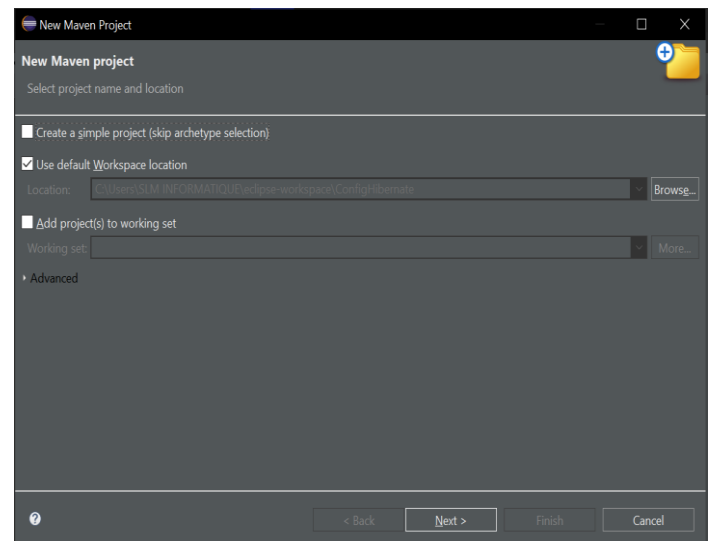 New Maven Project
New Maven project
Select project name and location
Create a simple project (skip archetype selection)
Use default Workspace location
Location: C:\Users\SLM INFORMATIQUE\eclipse-workspace\ConfigHibernate Browse...
Add project(s) to working set
Working set: More...
Advanced
? < Back Next > Finish Cancel